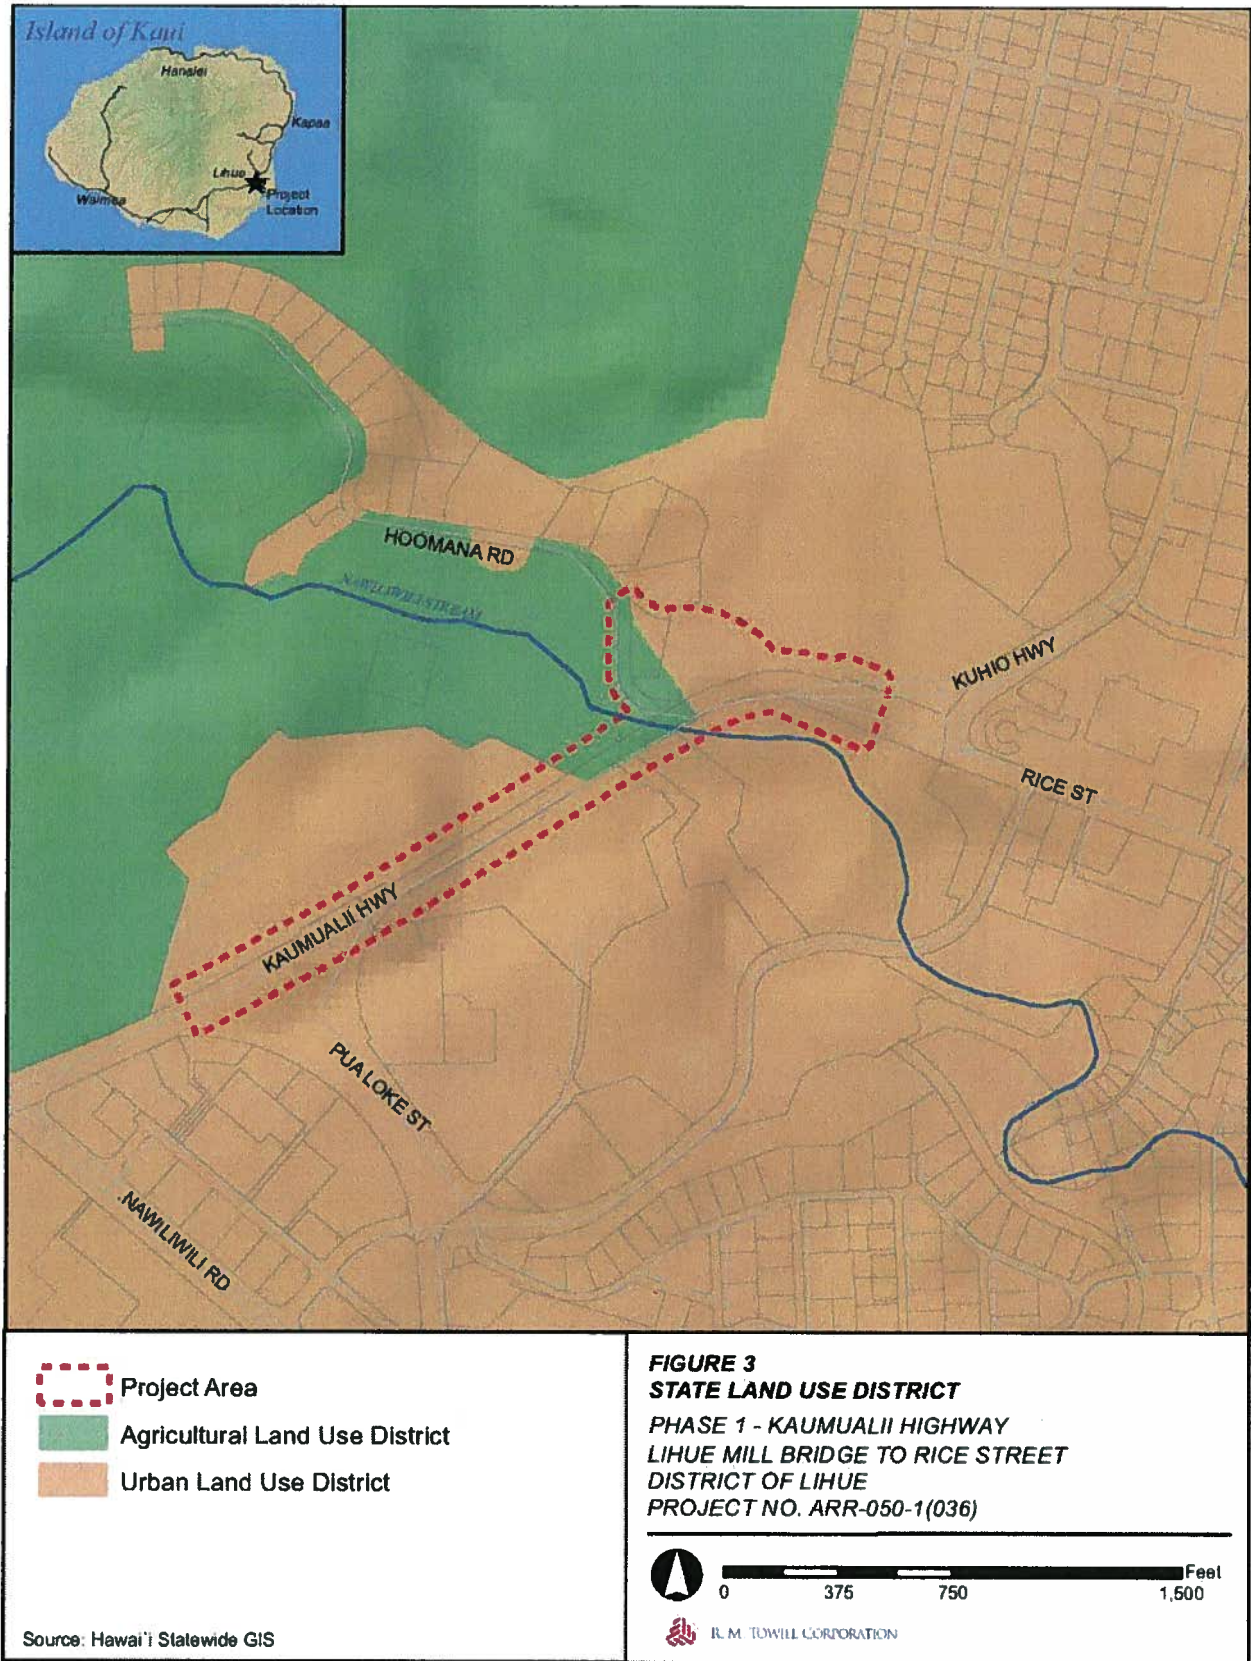 Island of Kaui
Hanalei
Kapaa
Lihue
Project
Location
Waimea
HOOMANA RD
NAWILIWILI STREAM
KUHIO HWY
RICE ST
KAUMUALII HWY
PUA LOKE ST
NAWILIWILI RD
Project Area
Agricultural Land Use District
Urban Land Use District
Source: Hawai`i Statewide GIS
FIGURE 3
STATE LAND USE DISTRICT
PHASE 1 - KAUMUALII HIGHWAY
LIHUE MILL BRIDGE TO RICE STREET
DISTRICT OF LIHUE
PROJECT NO. ARR-050-1(036)
Feet
0 375 750 1,500
R. M. TOWILL CORPORATION